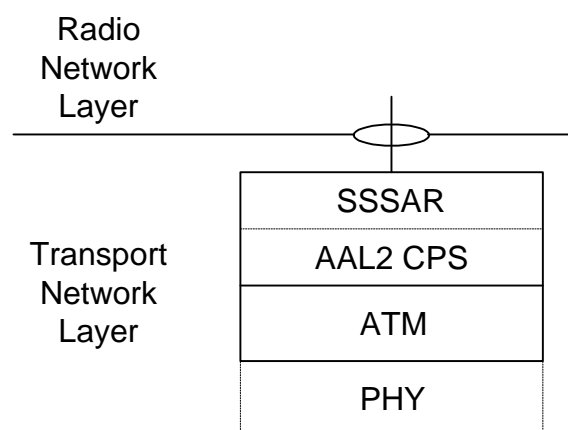 Radio
Network
Layer
SSSAR
AAL2 CPS
Transport
Network
Layer
ATM
PHY